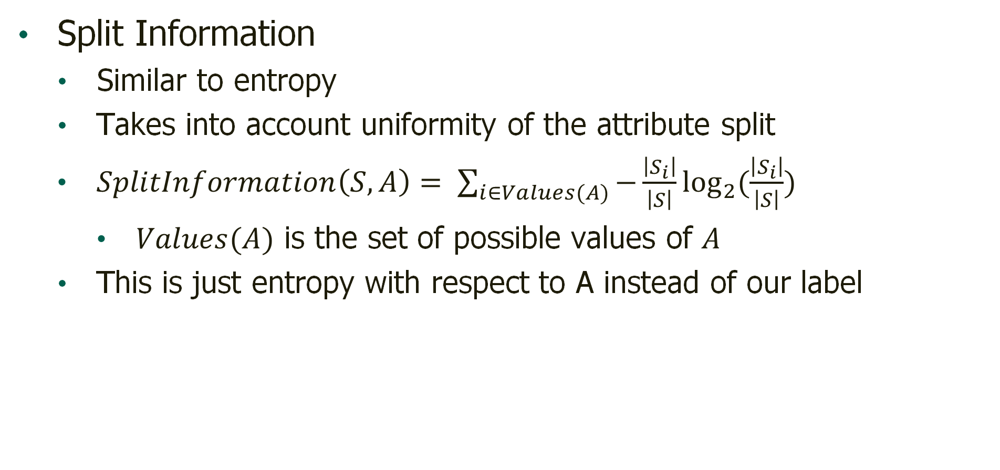 • Split Information
• Similar to entropy
• Takes into account uniformity of the attribute split
• SplitInformation(S, A) = ∑_{i∈Values(A)} −\frac{|S_i|}{|S|} log_2(\frac{|S_i|}{|S|})
• Values(A) is the set of possible values of A
• This is just entropy with respect to A instead of our label